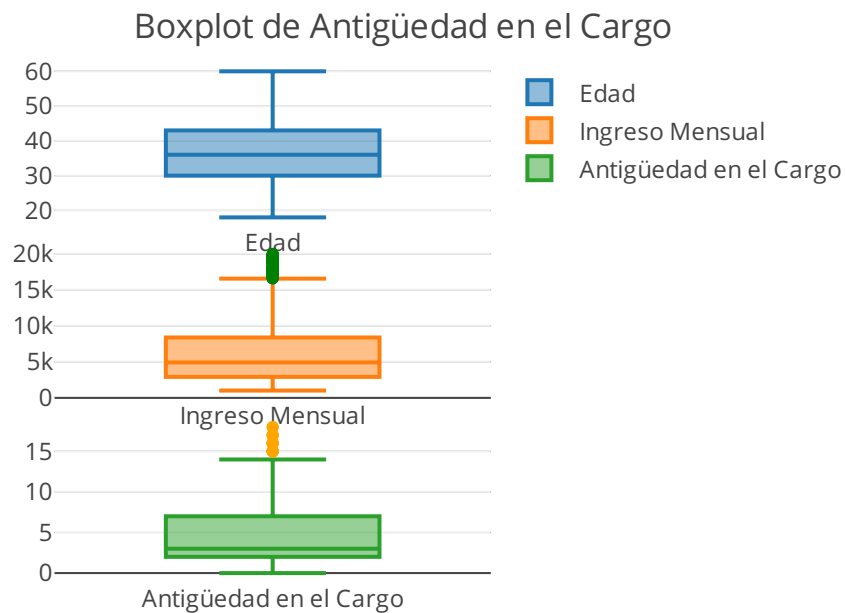 Boxplot de Antigüedad en el Cargo
60
50
40
30
20
Edad
20k
15k
10k
5k
0
Ingreso Mensual
15
10
5
0
Antigüedad en el Cargo
Edad
Ingreso Mensual
Antigüedad en el Cargo